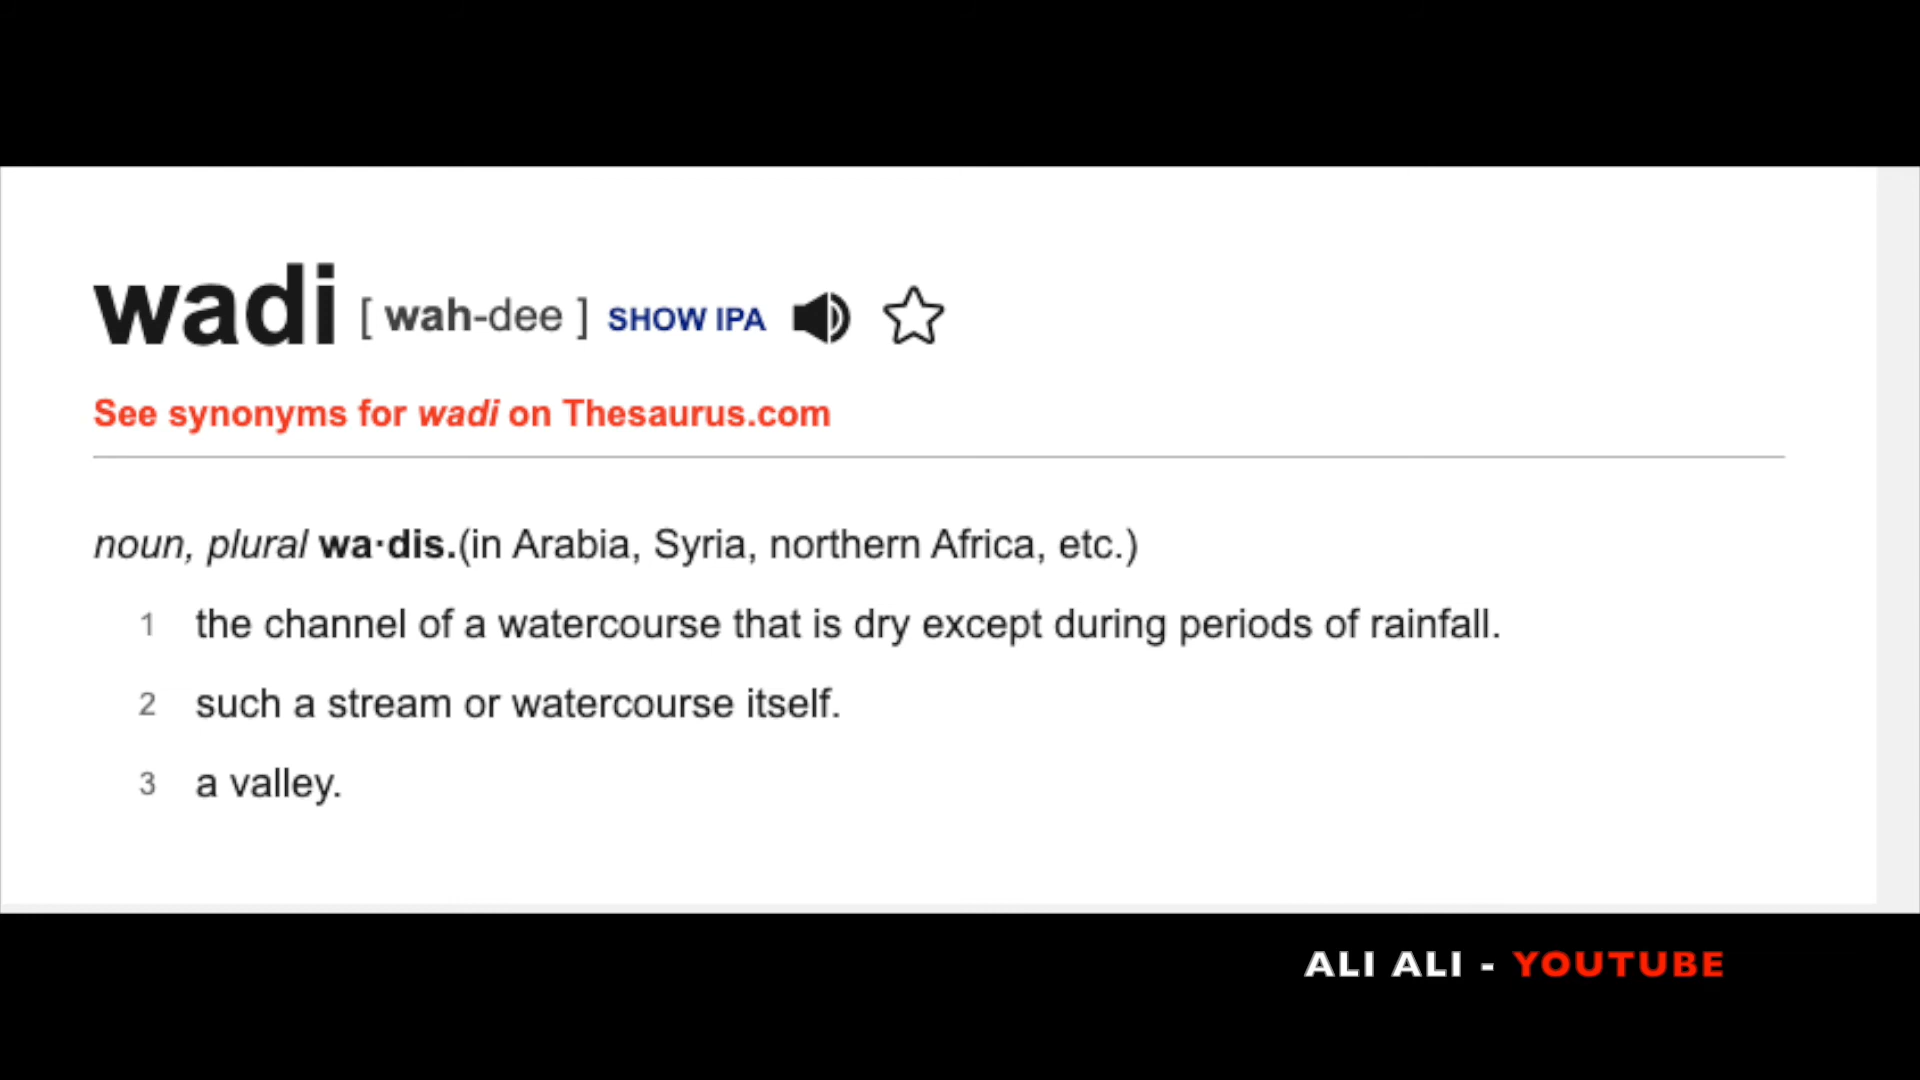 wadi [ wah-dee ] SHOW IPA
See synonyms for wadi on Thesaurus.com
noun, plural wa·dis.(in Arabia, Syria, northern Africa, etc.)
1 the channel of a watercourse that is dry except during periods of rainfall.
2 such a stream or watercourse itself.
3 a valley.
ALI ALI - YOUTUBE